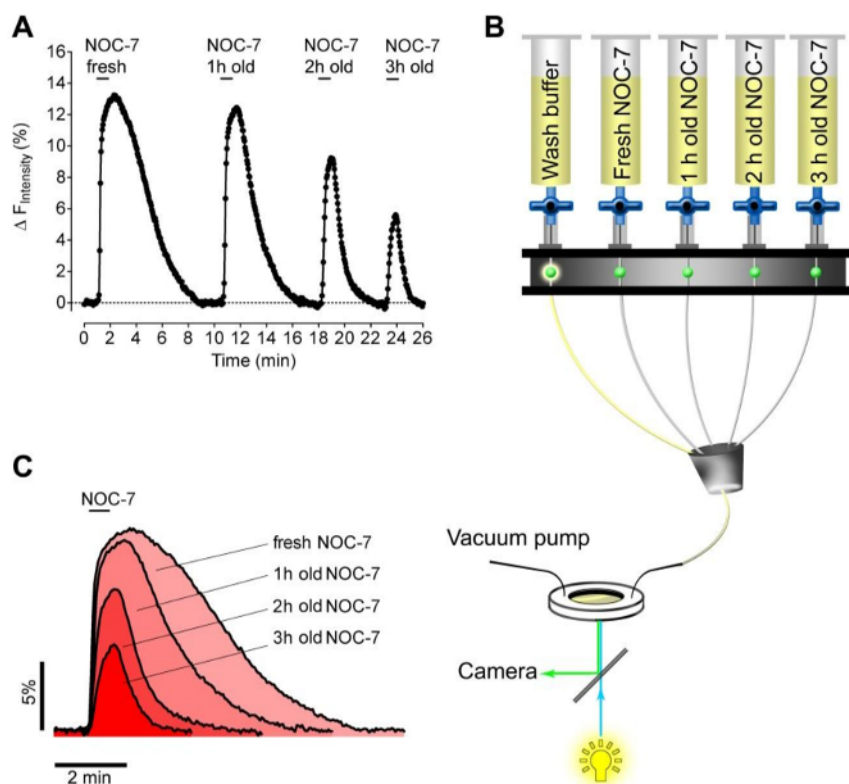 A
NOC-7
fresh
NOC-7
1h old
NOC-7
2h old
NOC-7
3h old
16
14
12
10
8
6
4
2
0
Δ F Intensity (%)
0 2 4 6 8 10 12 14 16 18 20 22 24 26
Time (min)
B
Wash buffer
Fresh NOC-7
1 h old NOC-7
2 h old NOC-7
3 h old NOC-7
Vacuum pump
Camera
C
NOC-7
fresh NOC-7
1h old NOC-7
2h old NOC-7
3h old NOC-7
5%
2 min